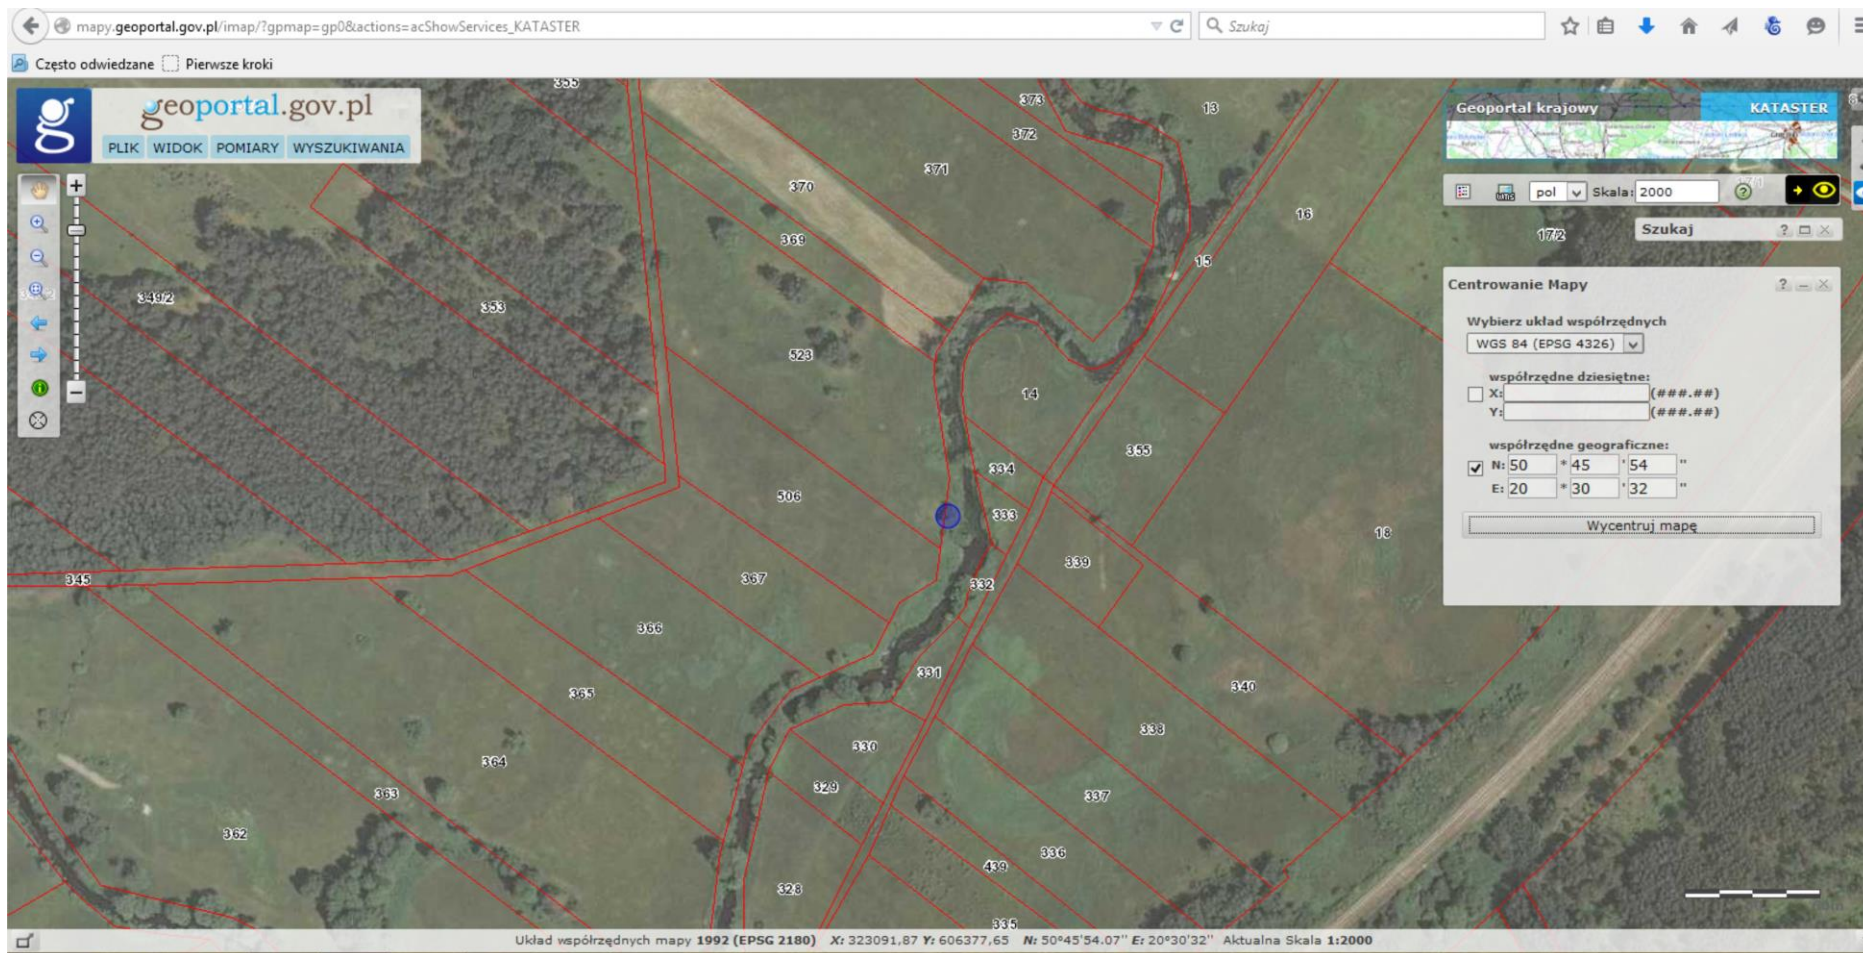 mapy.geoportal.gov.pl/imap/?gpmap=gp0&actions=acShowServices_KATASTER
Szukaj
Często odwiedzane Pierwsze kroki
geoportal.gov.pl
PLIK WIDOK POMIARY WYSZUKIWANIA
Geoportal krajowy KATASTER
pol Skala: 2000
Szukaj
Centrowanie Mapy
Wybierz układ współrzędnych
WGS 84 (EPSG 4326)
współrzędne dziesiętne:
X: (###.##)
Y: (###.##)
współrzędne geograficzne:
N: 50 ° 45 ' 54 "
E: 20 ° 30 ' 32 "
Wycentruj mapę
355
373
13
372
371
370
16
369
17/2
15
349/2
353
523
14
355
334
506
333
18
339
345
367
332
366
331
340
365
338
330
364
329
363
337
362
336
439
328
335
Układ współrzędnych mapy 1992 (EPSG 2180) X: 323091,87 Y: 606377,65 N: 50°45'54.07'' E: 20°30'32'' Aktualna Skala 1:2000